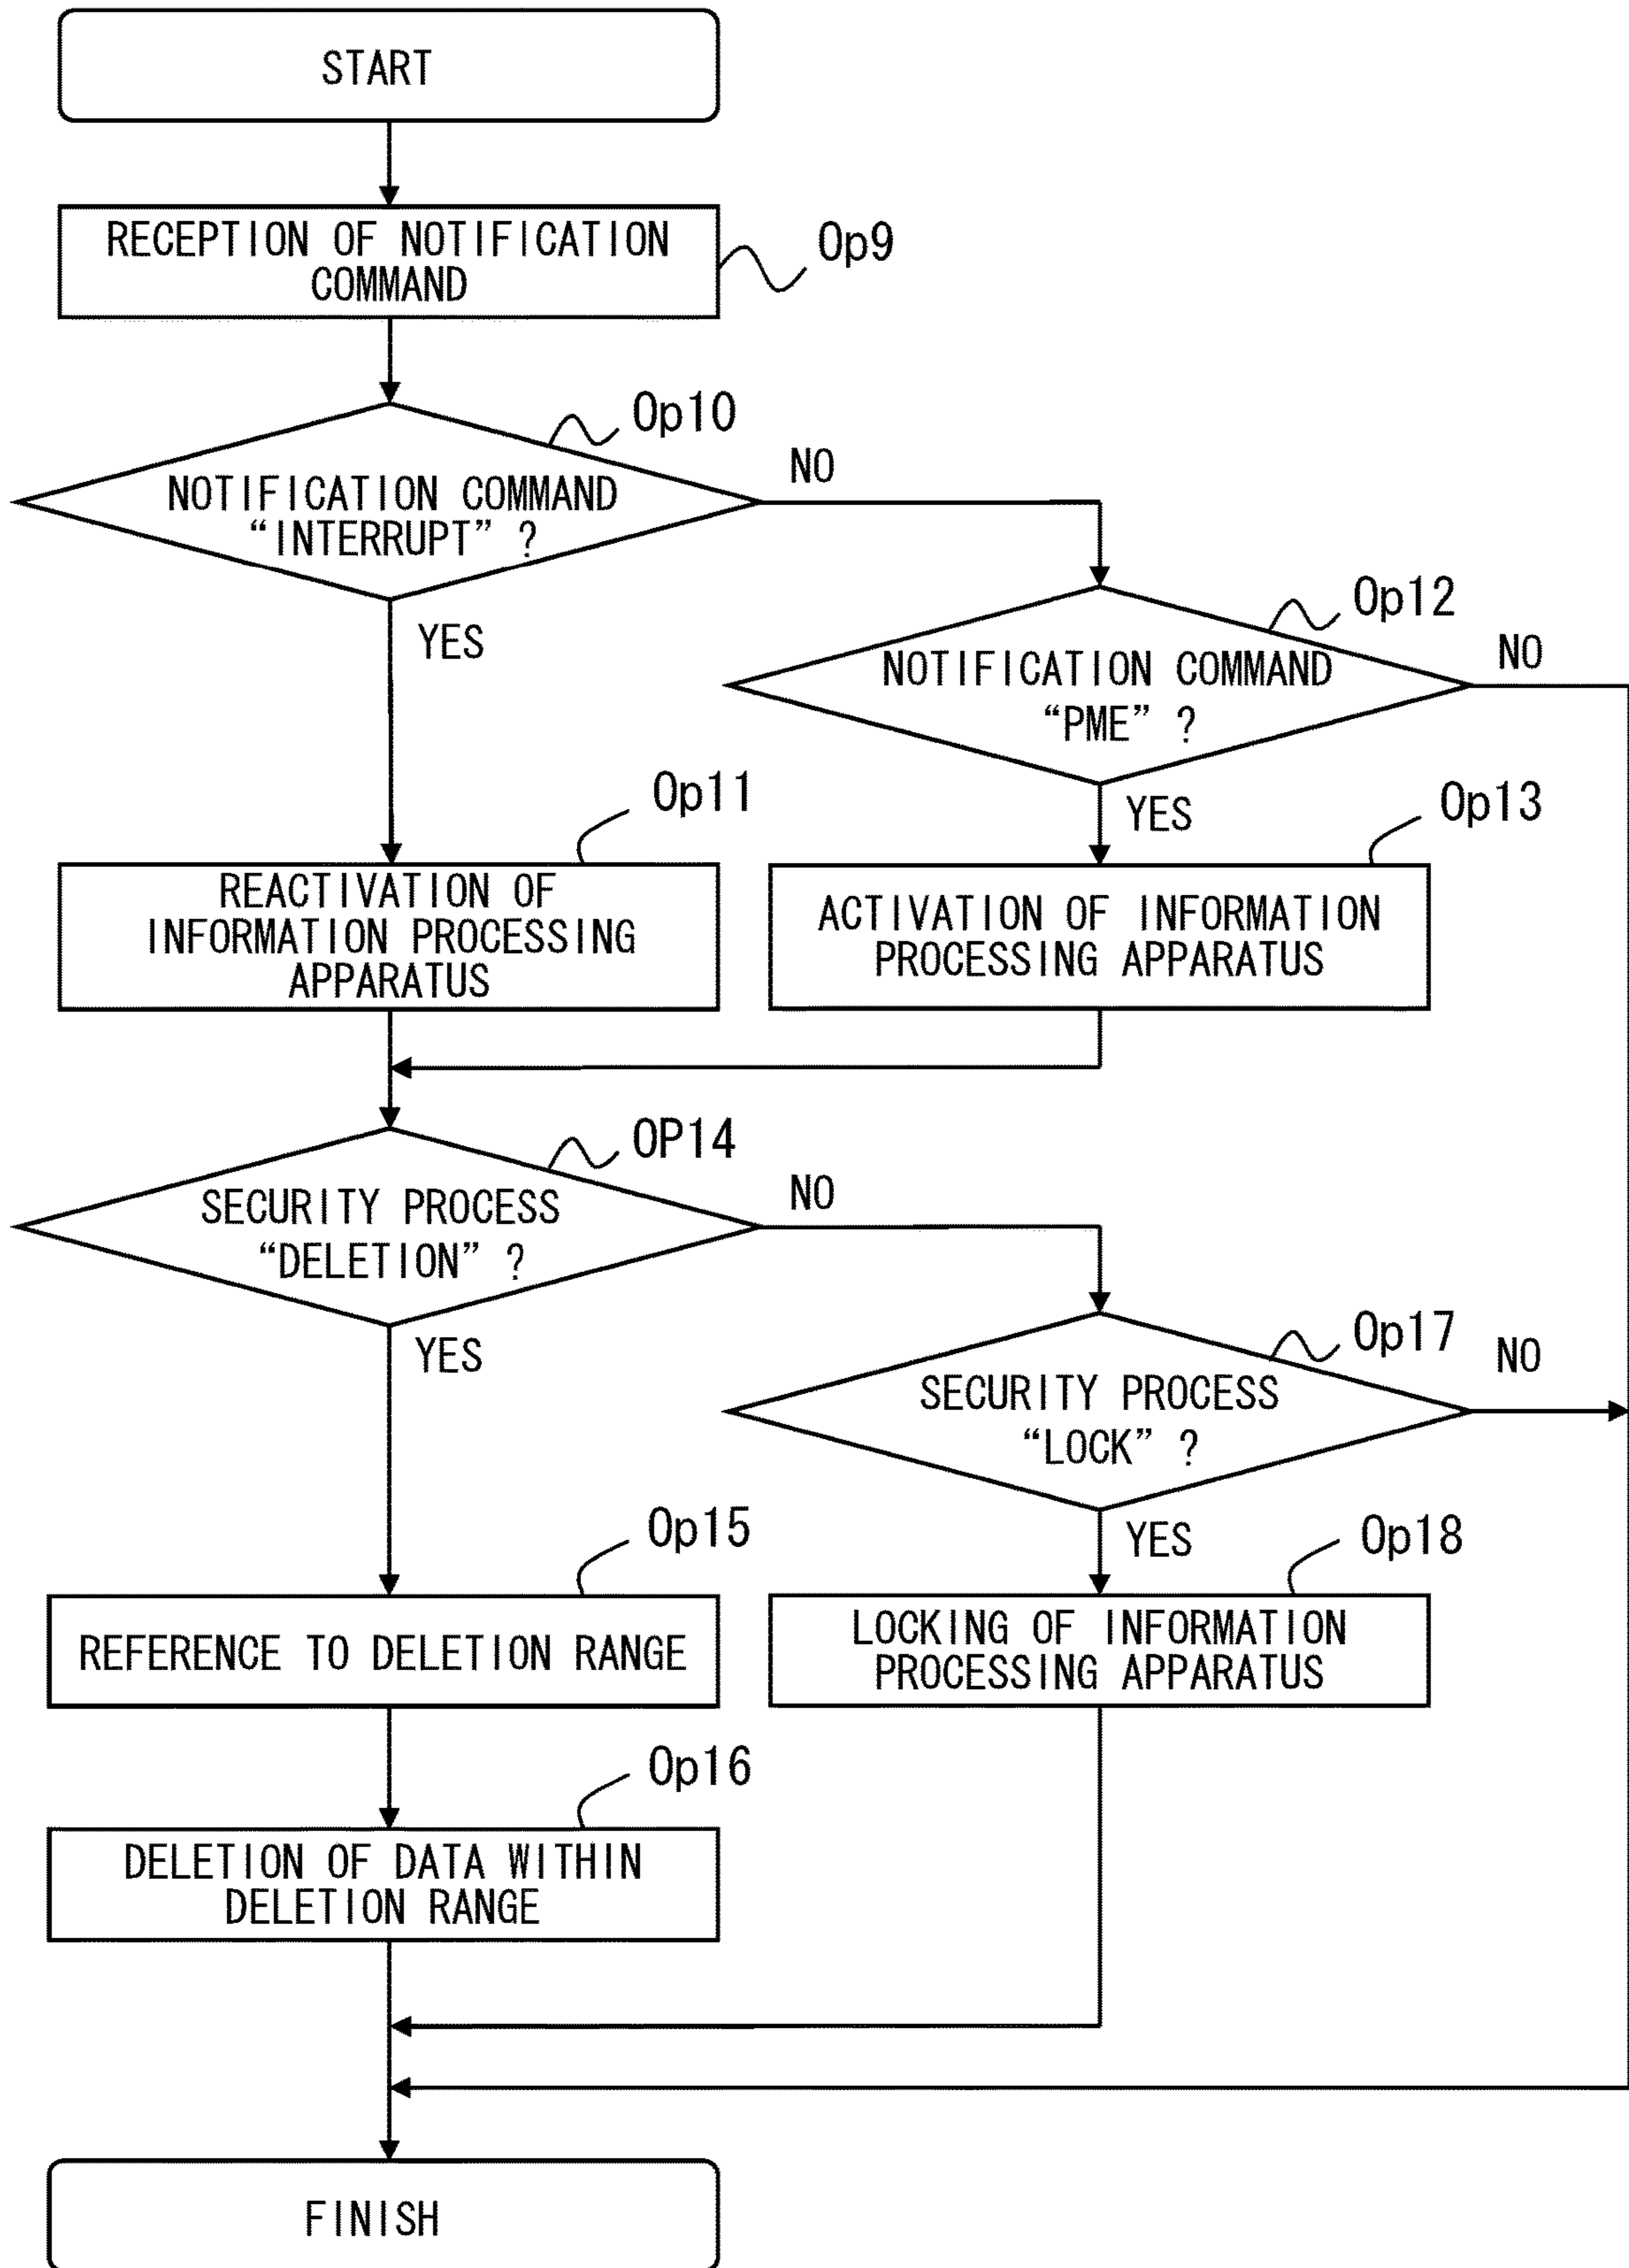 START
RECEPTION OF NOTIFICATION
COMMAND
Op9
Op10
NOTIFICATION COMMAND
“INTERRUPT” ?
NO
YES
Op12
NOTIFICATION COMMAND
“PME” ?
NO
YES
Op11
REACTIVATION OF
INFORMATION PROCESSING
APPARATUS
Op13
ACTIVATION OF INFORMATION
PROCESSING APPARATUS
OP14
SECURITY PROCESS
“DELETION” ?
NO
YES
Op17
SECURITY PROCESS
“LOCK” ?
NO
YES
Op15
REFERENCE TO DELETION RANGE
Op18
LOCKING OF INFORMATION
PROCESSING APPARATUS
Op16
DELETION OF DATA WITHIN
DELETION RANGE
FINISH